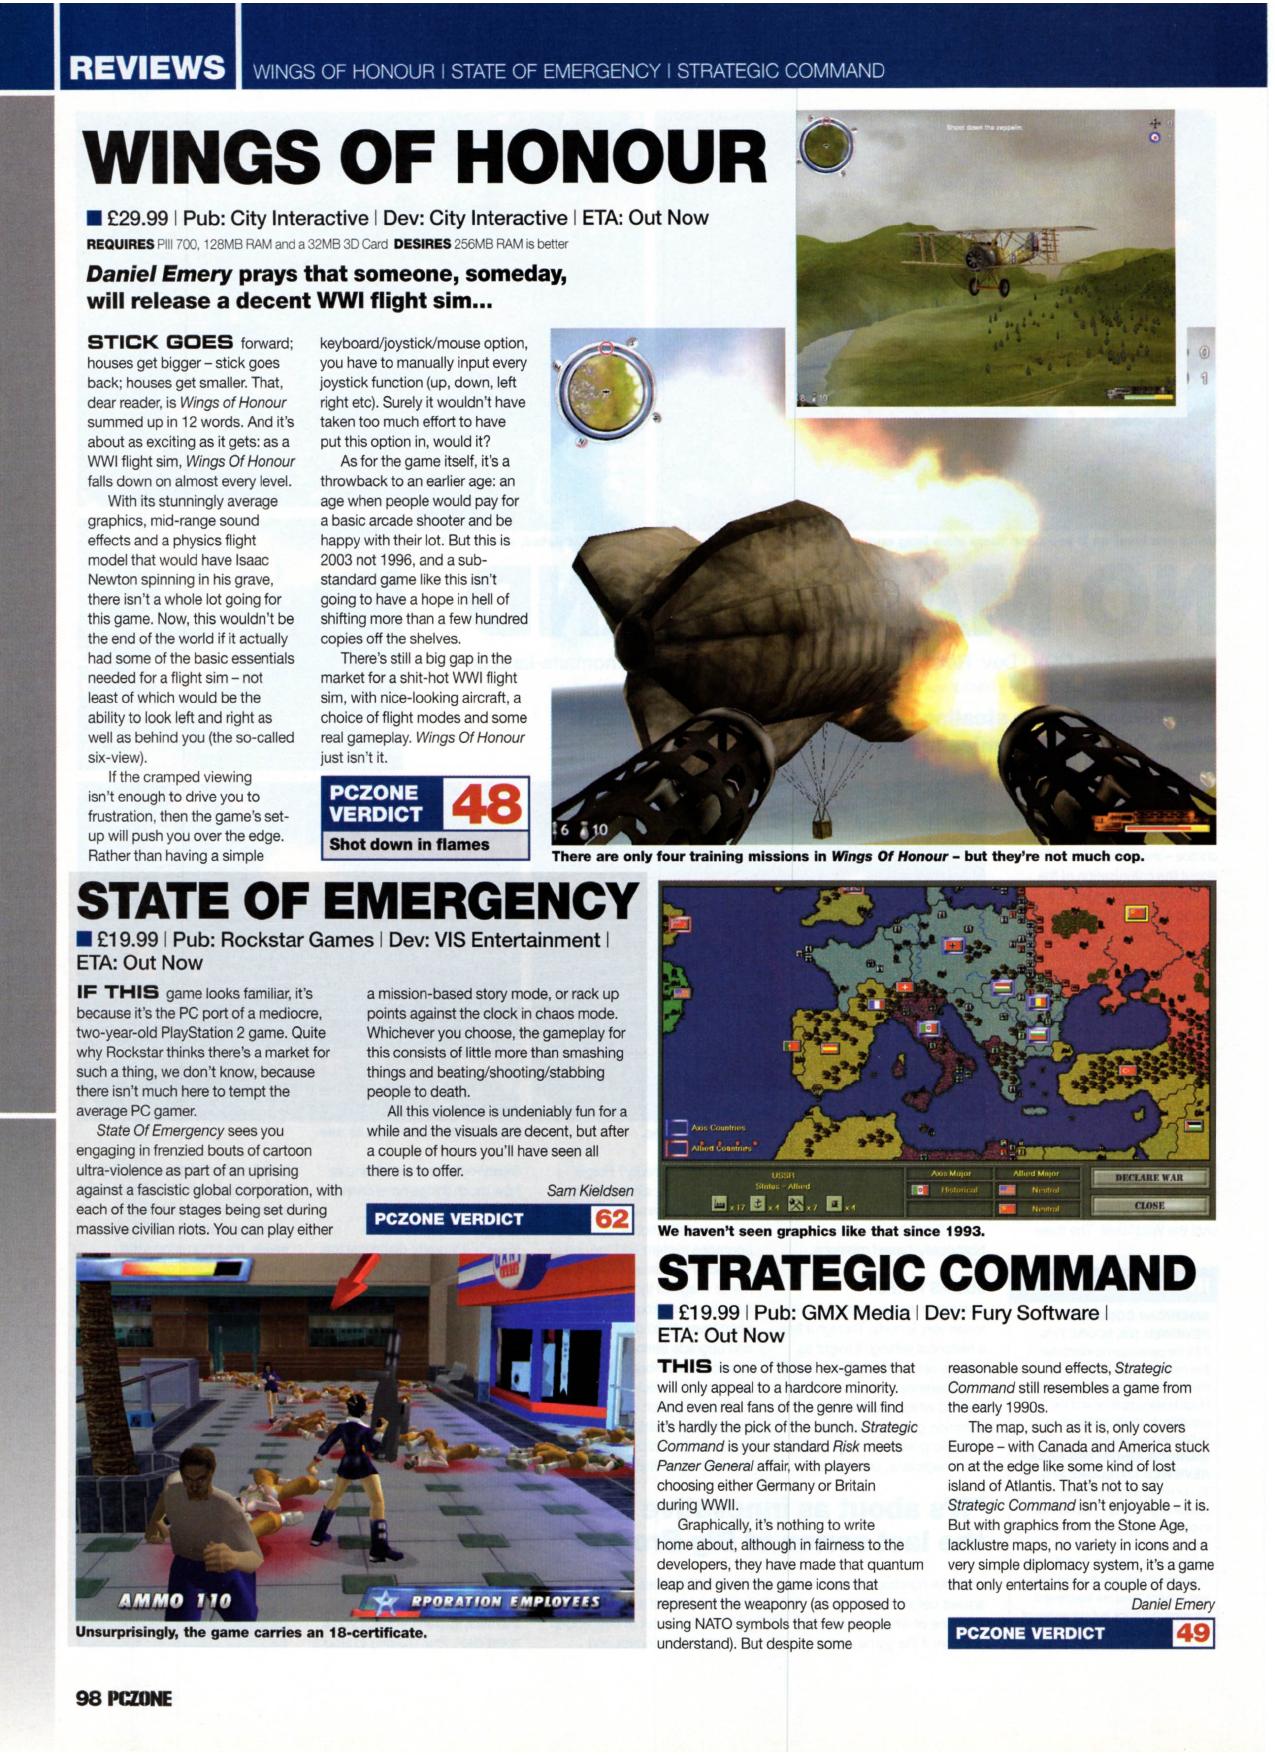 REVIEWS
WINGS OF HONOUR | STATE OF EMERGENCY | STRATEGIC COMMAND
WINGS OF HONOUR
■ £29.99 | Pub: City Interactive | Dev: City Interactive | ETA: Out Now
REQUIRES PIII 700, 128MB RAM and a 32MB 3D Card DESIRES 256MB RAM is better
Daniel Emery prays that someone, someday,
will release a decent WWI flight sim...
STICK GOES forward;
houses get bigger – stick goes
back; houses get smaller. That,
dear reader, is Wings of Honour
summed up in 12 words. And it's
about as exciting as it gets: as a
WWI flight sim, Wings Of Honour
falls down on almost every level.
With its stunningly average
graphics, mid-range sound
effects and a physics flight
model that would have Isaac
Newton spinning in his grave,
there isn't a whole lot going for
this game. Now, this wouldn't be
the end of the world if it actually
had some of the basic essentials
needed for a flight sim – not
least of which would be the
ability to look left and right as
well as behind you (the so-called
six-view).
If the cramped viewing
isn't enough to drive you to
frustration, then the game's set-
up will push you over the edge.
Rather than having a simple
keyboard/joystick/mouse option,
you have to manually input every
joystick function (up, down, left
right etc). Surely it wouldn't have
taken too much effort to have
put this option in, would it?
As for the game itself, it's a
throwback to an earlier age: an
age when people would pay for
a basic arcade shooter and be
happy with their lot. But this is
2003 not 1996, and a sub-
standard game like this isn't
going to have a hope in hell of
shifting more than a few hundred
copies off the shelves.
There's still a big gap in the
market for a shit-hot WWI flight
sim, with nice-looking aircraft, a
choice of flight modes and some
real gameplay. Wings Of Honour
just isn't it.
PCZONE
VERDICT
48
Shot down in flames
Shoot down the zeppelin.
0
1
6 10
There are only four training missions in Wings Of Honour – but they're not much cop.
STATE OF EMERGENCY
■ £19.99 | Pub: Rockstar Games | Dev: VIS Entertainment |
ETA: Out Now
IF THIS game looks familiar, it's
because it's the PC port of a mediocre,
two-year-old PlayStation 2 game. Quite
why Rockstar thinks there's a market for
such a thing, we don't know, because
there isn't much here to tempt the
average PC gamer.
State Of Emergency sees you
engaging in frenzied bouts of cartoon
ultra-violence as part of an uprising
against a fascistic global corporation, with
each of the four stages being set during
massive civilian riots. You can play either
a mission-based story mode, or rack up
points against the clock in chaos mode.
Whichever you choose, the gameplay for
this consists of little more than smashing
things and beating/shooting/stabbing
people to death.
All this violence is undeniably fun for a
while and the visuals are decent, but after
a couple of hours you'll have seen all
there is to offer.
Sam Kieldsen
PCZONE VERDICT
62
AMMO 110
RPORATION EMPLOYEES
Unsurprisingly, the game carries an 18-certificate.
Axis Countries
Allied Countries
USSR
Status - Allied
x17 x4 x7 x4
Axis Major
Allied Major
Historical
Neutral
Neutral
DECLARE WAR
CLOSE
We haven't seen graphics like that since 1993.
STRATEGIC COMMAND
■ £19.99 | Pub: GMX Media | Dev: Fury Software |
ETA: Out Now
THIS is one of those hex-games that
will only appeal to a hardcore minority.
And even real fans of the genre will find
it's hardly the pick of the bunch. Strategic
Command is your standard Risk meets
Panzer General affair, with players
choosing either Germany or Britain
during WWII.
Graphically, it's nothing to write
home about, although in fairness to the
developers, they have made that quantum
leap and given the game icons that
represent the weaponry (as opposed to
using NATO symbols that few people
understand). But despite some
reasonable sound effects, Strategic
Command still resembles a game from
the early 1990s.
The map, such as it is, only covers
Europe – with Canada and America stuck
on at the edge like some kind of lost
island of Atlantis. That's not to say
Strategic Command isn't enjoyable – it is.
But with graphics from the Stone Age,
lacklustre maps, no variety in icons and a
very simple diplomacy system, it's a game
that only entertains for a couple of days.
Daniel Emery
PCZONE VERDICT
49
98 PCZONE